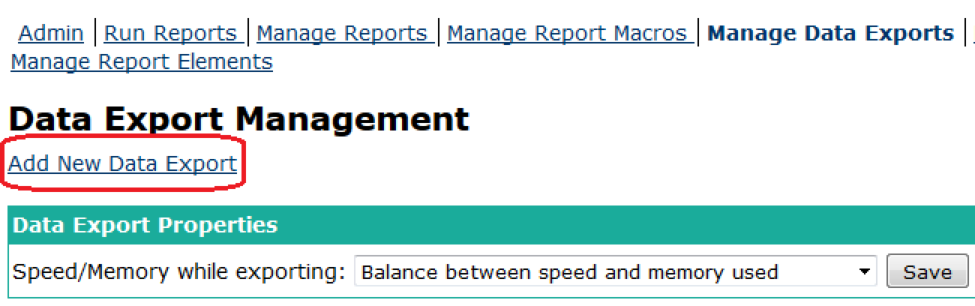 Admin | Run Reports | Manage Reports | Manage Report Macros | Manage Data Exports |
Manage Report Elements
Data Export Management
Add New Data Export
Data Export Properties
Speed/Memory while exporting: Balance between speed and memory used Save